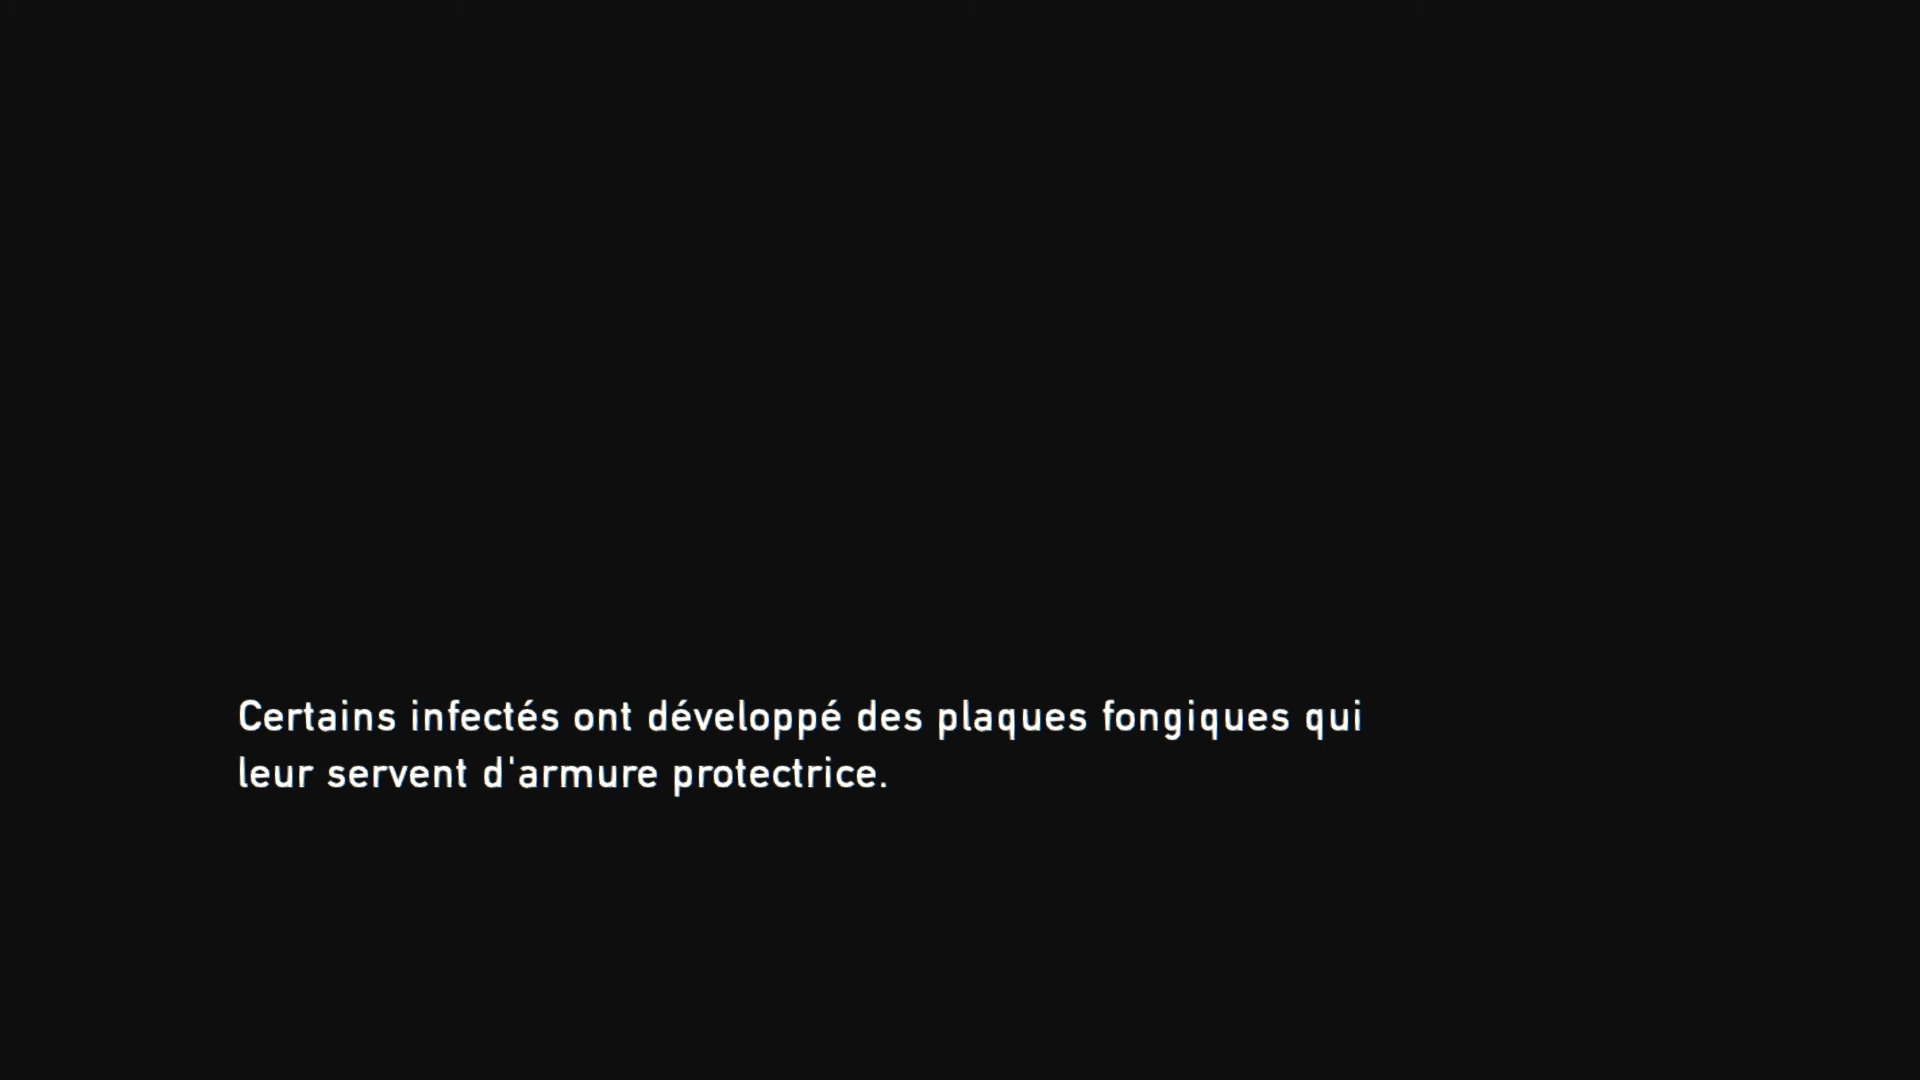 Certains infectés ont développé des plaques fongiques qui
leur servent d'armure protectrice.